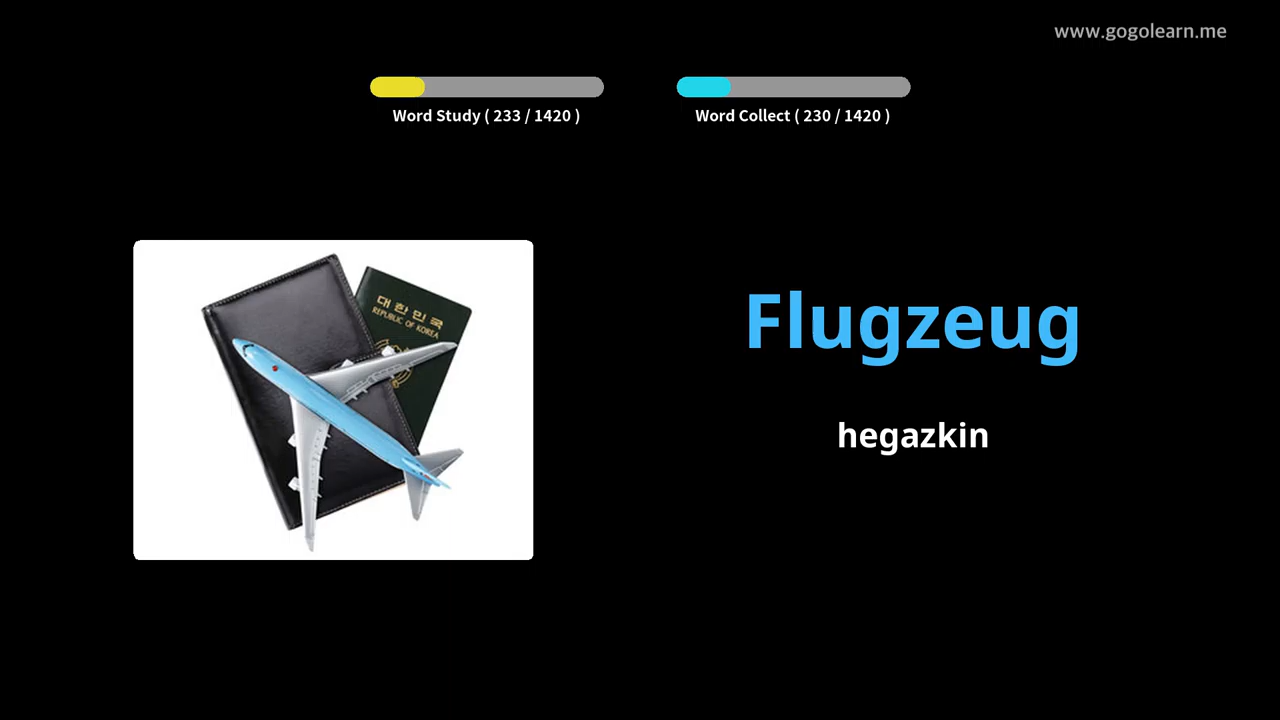 www.gogolearn.me
Word Study ( 233 / 1420 )
Word Collect ( 230 / 1420 )
대한민국
REPUBLIC OF KOREA
Flugzeug
hegazkin